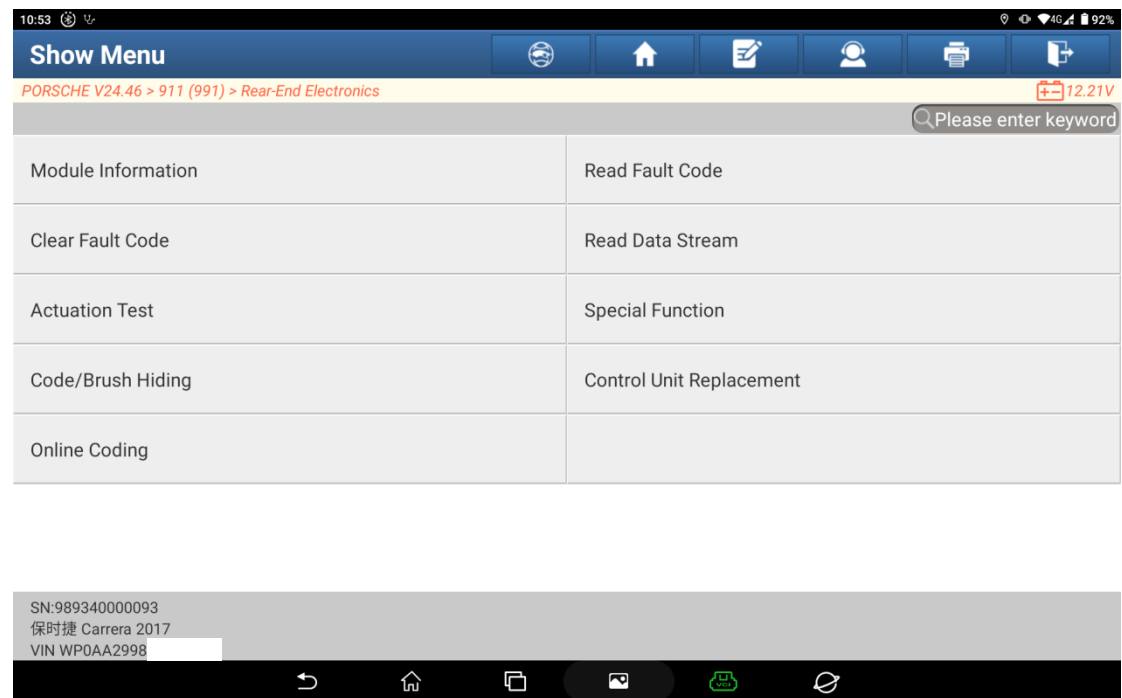 10:53 4G 92%
Show Menu
PORSCHE V24.46 > 911 (991) > Rear-End Electronics 12.21V
Please enter keyword
Module Information Read Fault Code
Clear Fault Code Read Data Stream
Actuation Test Special Function
Code/Brush Hiding Control Unit Replacement
Online Coding
SN:989340000093
保时捷 Carrera 2017
VIN WP0AA2998
VCI